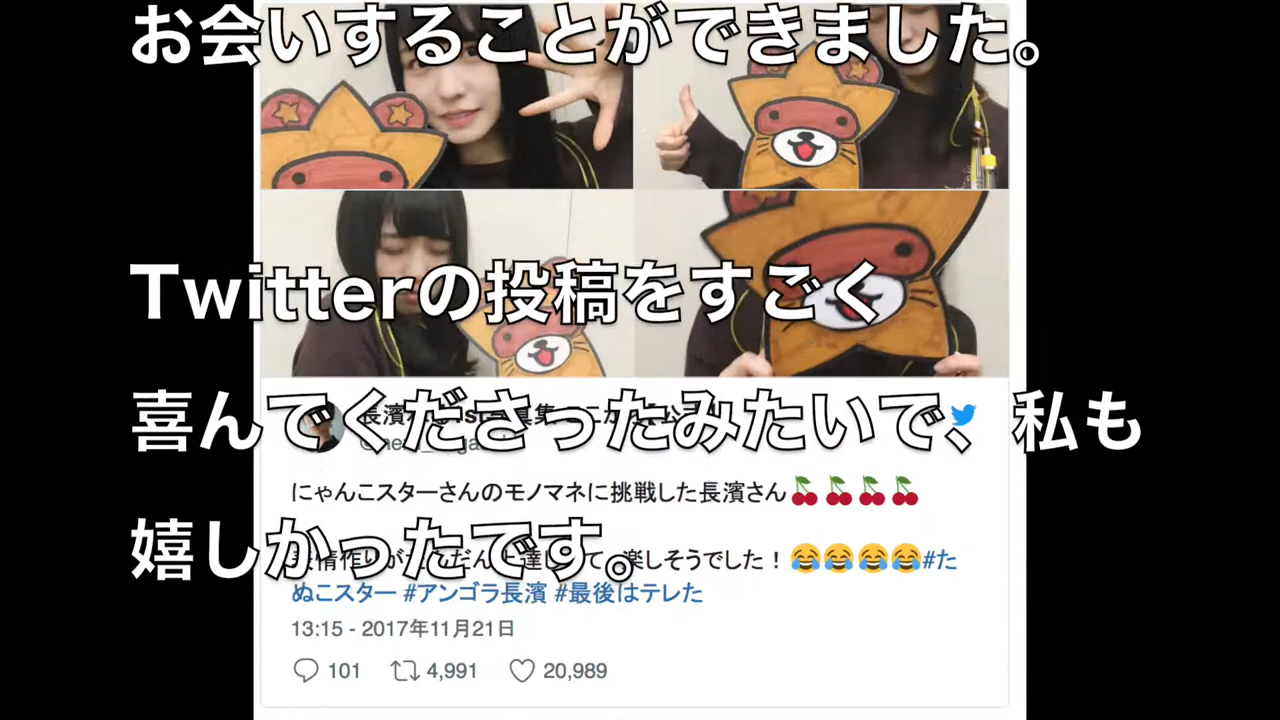 お会いすることができました。
Twitterの投稿をすごく
喜んでくださったみたいで、私も
嬉しかったです。
にゃんこスターさんのモノマネに挑戦した長濱さん🍒🍒🍒🍒
楽しそうでした！😂😂😂😂#た
ぬこスター #アンゴラ長濱 #最後はテレた
13:15 - 2017年11月21日
101 4,991 20,989